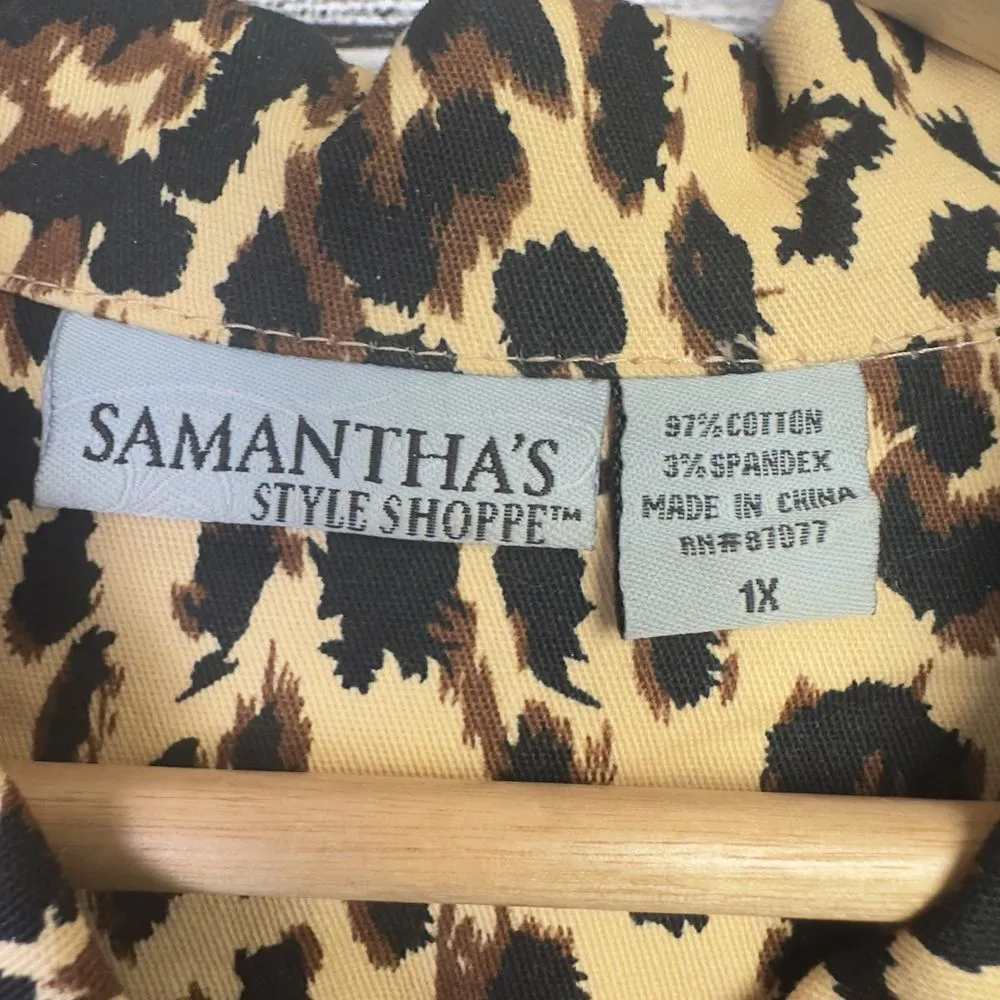 SAMANTHA'S
STYLE SHOPPE™
97% COTTON
3% SPANDEX
MADE IN CHINA
RN#87077
1X